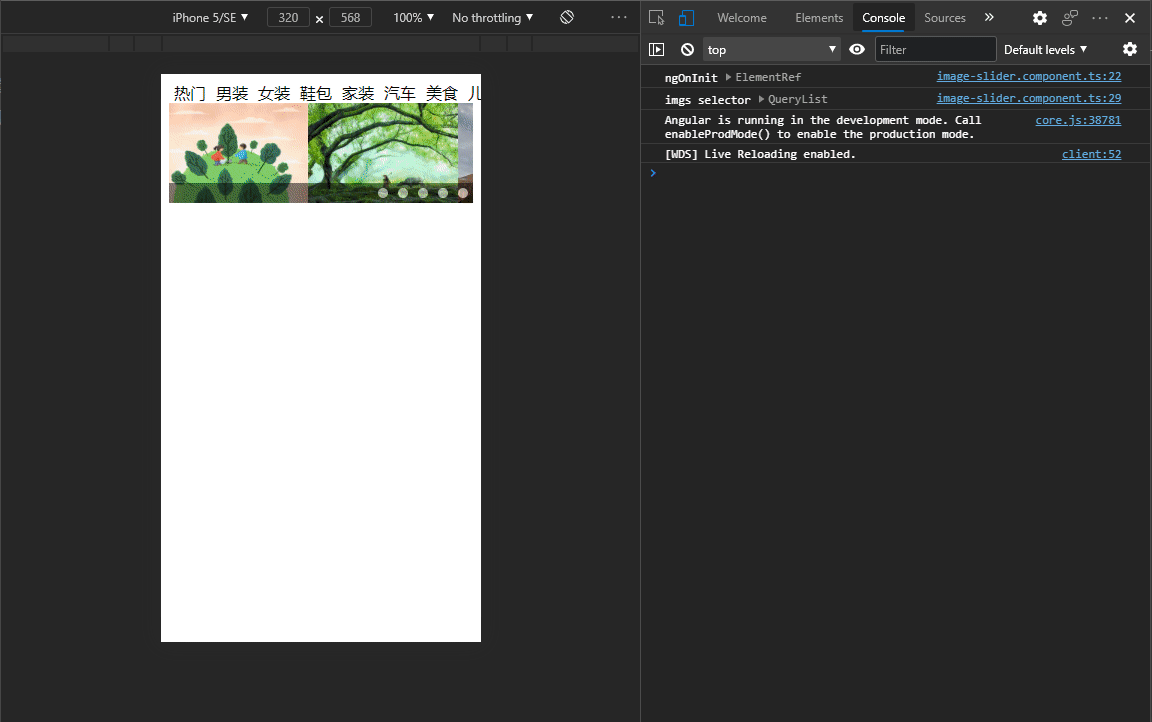 iPhone 5/SE ▼ 320 × 568 100% ▼ No throttling ▼ ···
Welcome Elements Console Sources » ··· ✕
top ▼ Filter Default levels ▼
热门 男装 女装 鞋包 家装 汽车 美食
ngOnInit ▶ ElementRef image-slider.component.ts:22
imgs selector ▶ QueryList image-slider.component.ts:29
Angular is running in the development mode. Call core.js:38781
enableProdMode() to enable the production mode.
[WDS] Live Reloading enabled. client:52